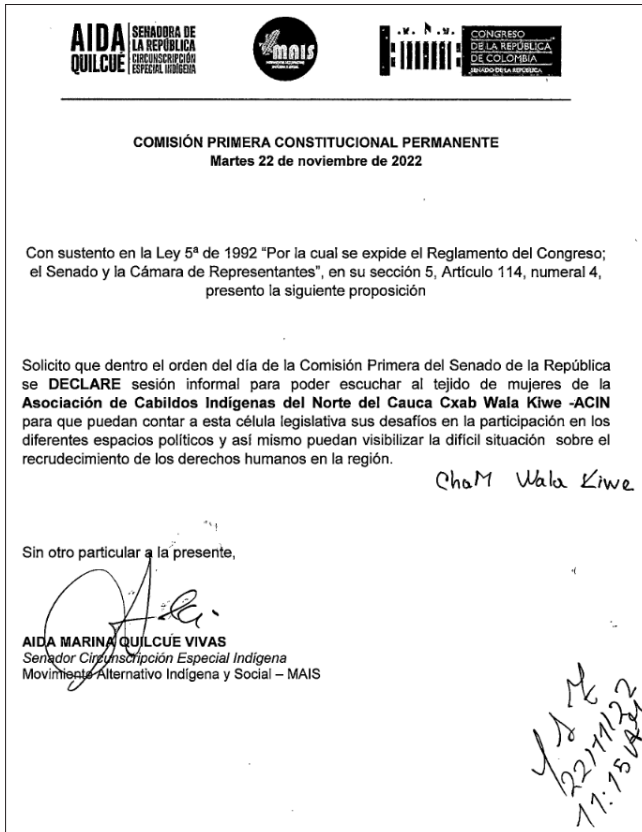 AIDA QUILCUÉ
SENADORA DE LA REPÚBLICA
CIRCUNSCRIPCIÓN
ESPECIAL INDÍGENA
MAIS
CONGRESO
DE LA REPÚBLICA
DE COLOMBIA
SENADO DE LA REPÚBLICA
COMISIÓN PRIMERA CONSTITUCIONAL PERMANENTE
Martes 22 de noviembre de 2022
Con sustento en la Ley 5ª de 1992 “Por la cual se expide el Reglamento del Congreso;
el Senado y la Cámara de Representantes”, en su sección 5, Artículo 114, numeral 4,
presento la siguiente proposición
Solicito que dentro el orden del día de la Comisión Primera del Senado de la República
se DECLARE sesión informal para poder escuchar al tejido de mujeres de la
Asociación de Cabildos Indígenas del Norte del Cauca Cxab Wala Kiwe -ACIN
para que puedan contar a esta célula legislativa sus desafíos en la participación en los
diferentes espacios políticos y así mismo puedan visibilizar la difícil situación sobre el
recrudecimiento de los derechos humanos en la región.
ChaM Wala Kiwe
Sin otro particular a la presente,
AIDA MARINA QUILCUE VIVAS
Senador Circunscripción Especial Indígena
Movimiento Alternativo Indígena y Social – MAIS
22/11/22
11:15